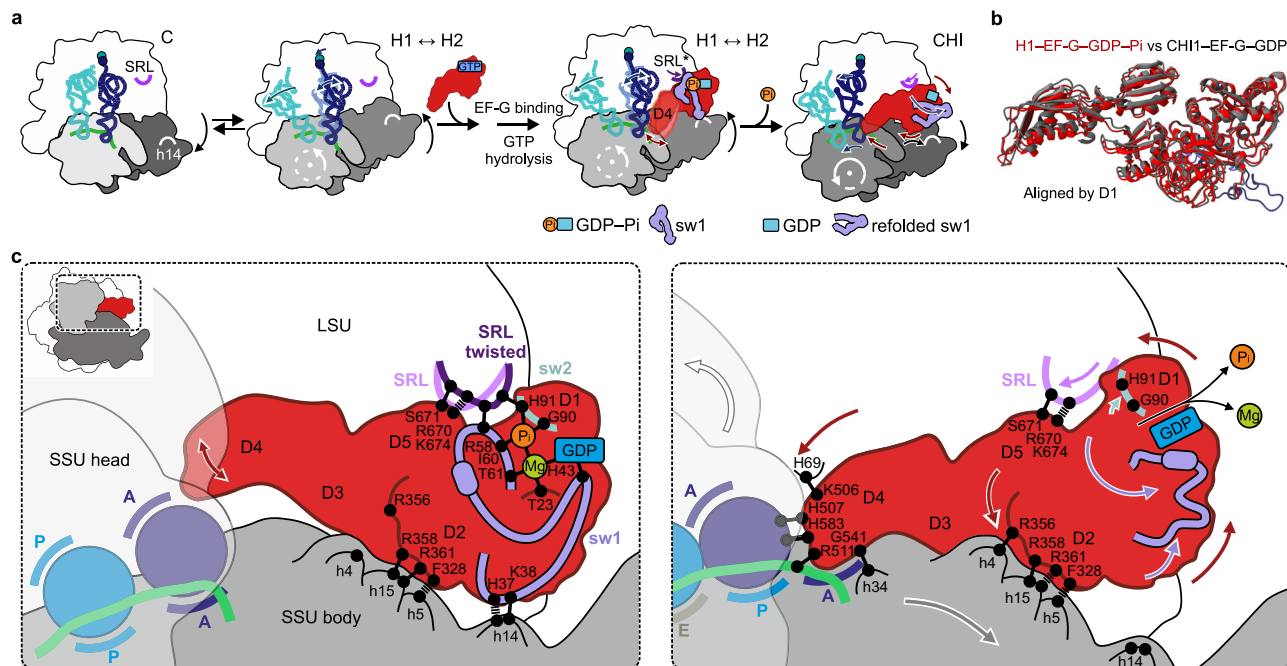 a
C
SRL
h14
H1 ↔ H2
GTP
EF-G binding
GTP
hydrolysis
H1 ↔ H2
SRL*
Pi
D4
Pi
CHI
Pi
GDP–Pi
sw1
GDP
refolded sw1
b
H1–EF-G–GDP–Pi vs CHI1–EF-G-GDP
Aligned by D1
c
LSU
SRL
twisted
SRL
sw2
H91
D1
G90
S671
R670
K674
D5
R58
I60
T61
Pi
Mg
GDP
H43
T23
D4
SSU head
D3
R356
D2
sw1
A
P
R358
R361
F328
K38
H37
h4
h15
h5
h14
SSU body
A
P
SRL
H91
D1
G90
Pi
Mg
GDP
S671
R670
K674
D5
H69
K506
D4
H507
H583
G541
R511
D3
R356
D2
R358
R361
F328
A
P
A
E
h34
h4
h15
h5
h14